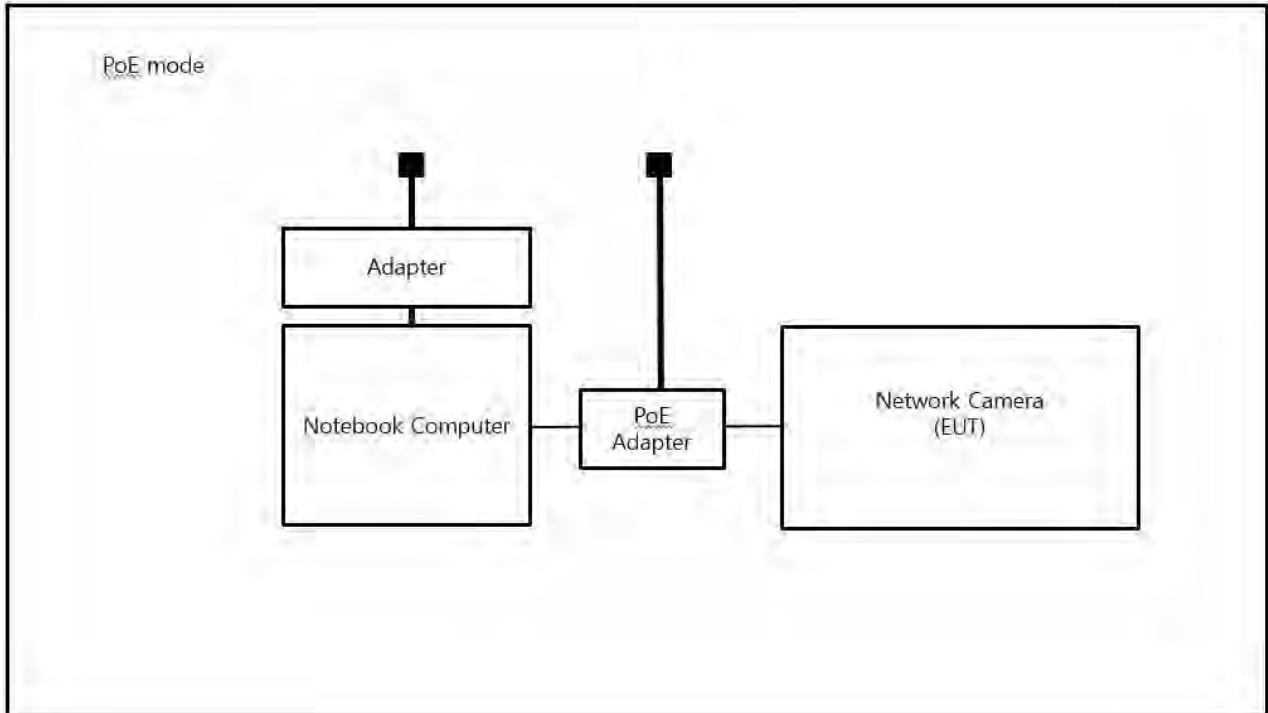 PoE mode
Adapter
Notebook Computer
PoE
Adapter
Network Camera
(EUT)